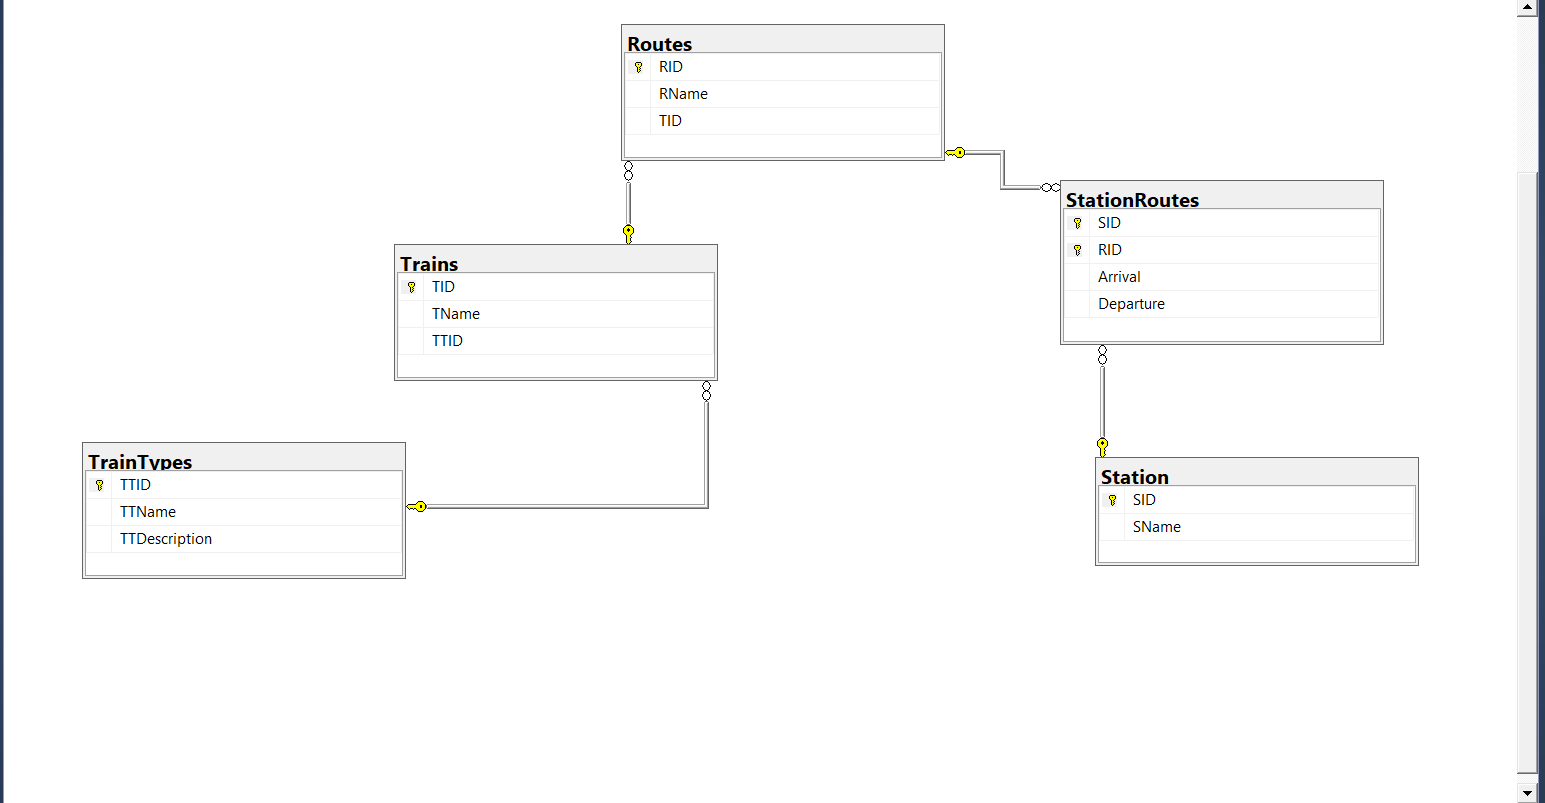 Routes
RID
RName
TID
StationRoutes
SID
RID
Arrival
Departure
Trains
TID
TName
TTID
TrainTypes
TTID
TTName
TTDescription
Station
SID
SName